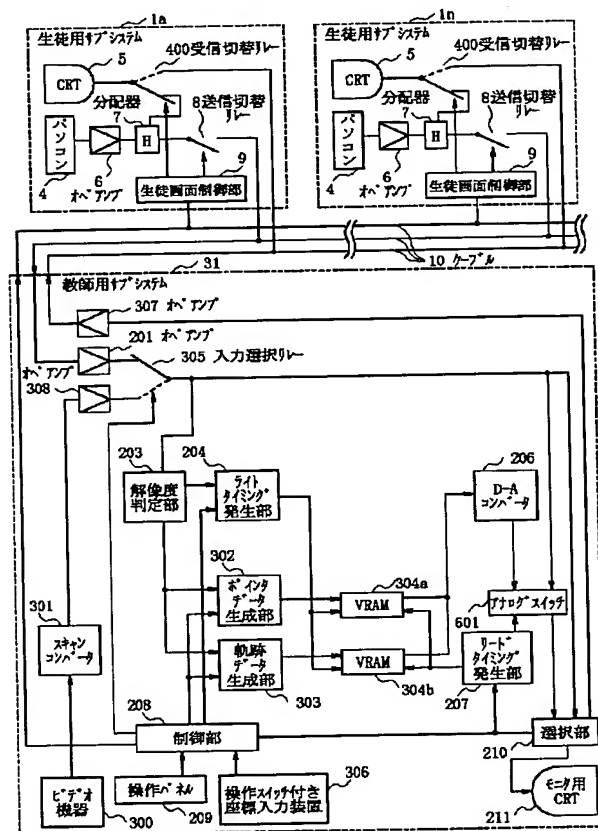 1a
生徒用サブシステム
5
400受信切替リレー
CRT
分配器
7
8送信切替
リレー
パソコン
H
4
6
オペアンプ
9
生徒画面制御部
1n
生徒用サブシステム
5
400受信切替リレー
CRT
分配器
7
8送信切替
リレー
パソコン
H
4
6
オペアンプ
9
生徒画面制御部
10 ケーブル
31
教師用サブシステム
307 オペアンプ
201 オペアンプ
305 入力選択リレー
オペアンプ
308
203
解像度
判定部
204
ライト
タイミング
発生部
206
D-A
コンバータ
302
ポインタ
データ
生成部
304a
VRAM
601
アナログスイッチ
301
スキャン
コンバータ
軌跡
データ
生成部
303
VRAM
304b
リード
タイミング
発生部
207
208
制御部
210
選択部
ビデオ
機器
300
操作パネル
209
操作スイッチ付き
座標入力装置
306
モニタ用
CRT
211